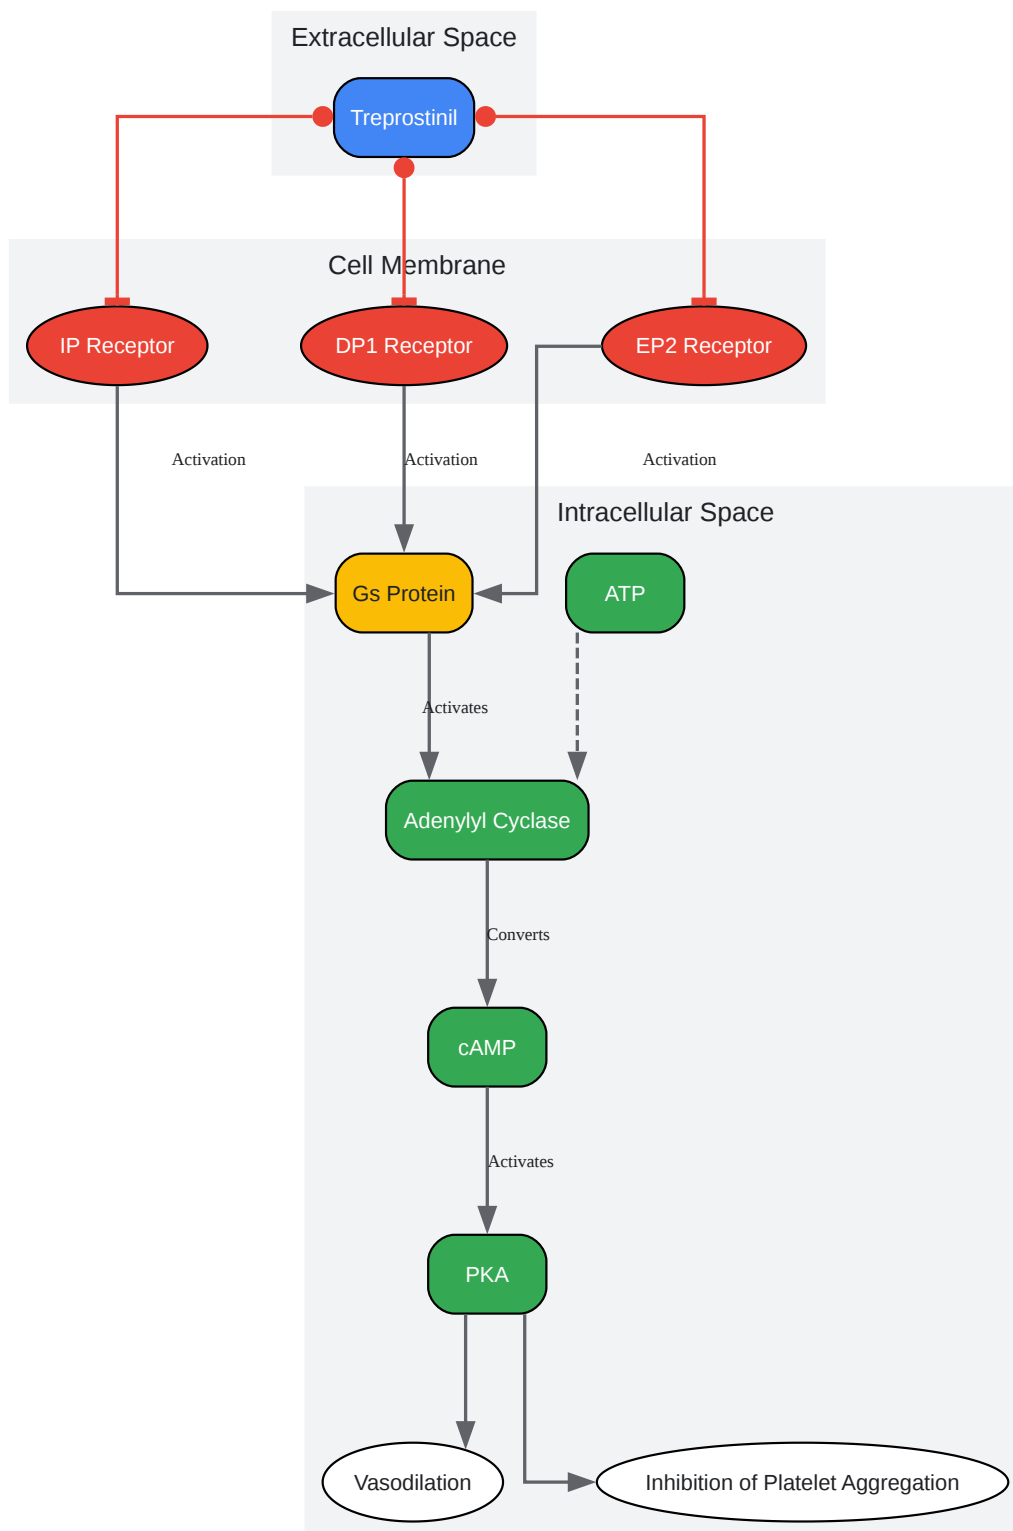 Extracellular Space
Treprostinil
Cell Membrane
IP Receptor
DP1 Receptor
EP2 Receptor
Activation
Activation
Activation
Intracellular Space
Gs Protein
ATP
Activates
Adenylyl Cyclase
Converts
cAMP
Activates
PKA
Vasodilation
Inhibition of Platelet Aggregation